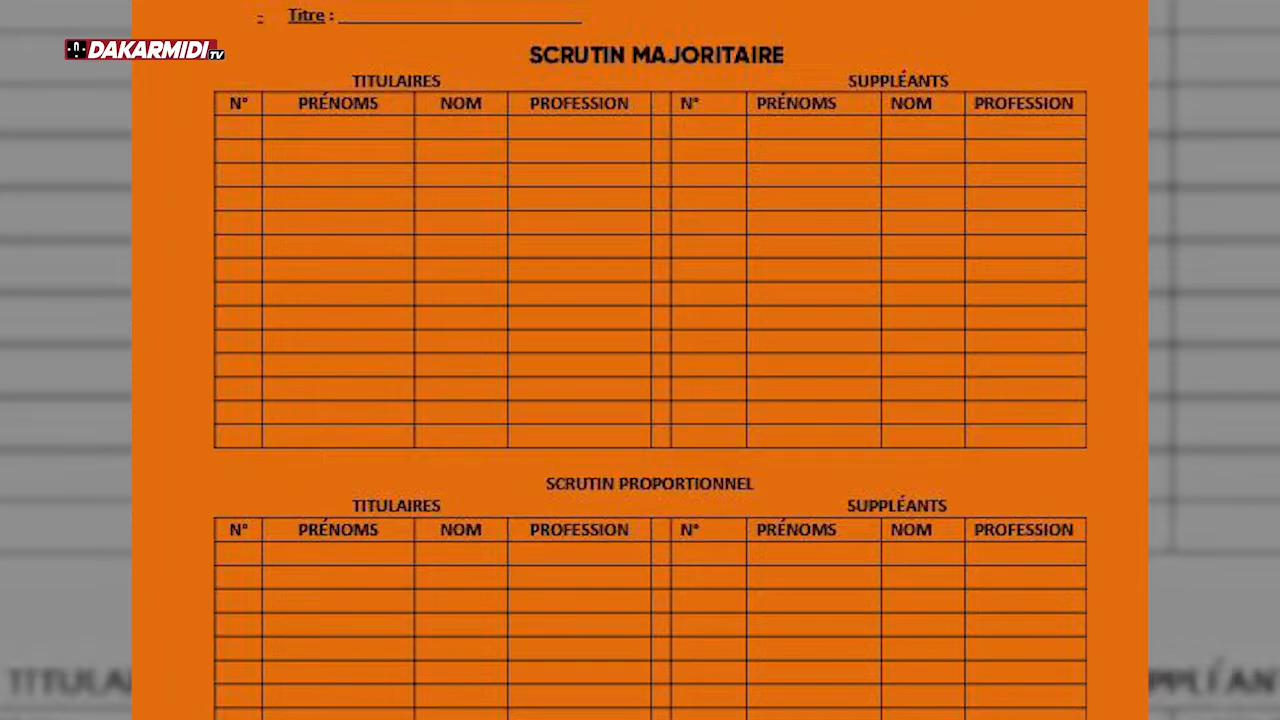 - Titre :
DAKARMIDI TV
SCRUTIN MAJORITAIRE
TITULAIRES SUPPLÉANTS
N° PRÉNOMS NOM PROFESSION N° PRÉNOMS NOM PROFESSION
SCRUTIN PROPORTIONNEL
TITULAIRES SUPPLÉANTS
N° PRÉNOMS NOM PROFESSION N° PRÉNOMS NOM PROFESSION